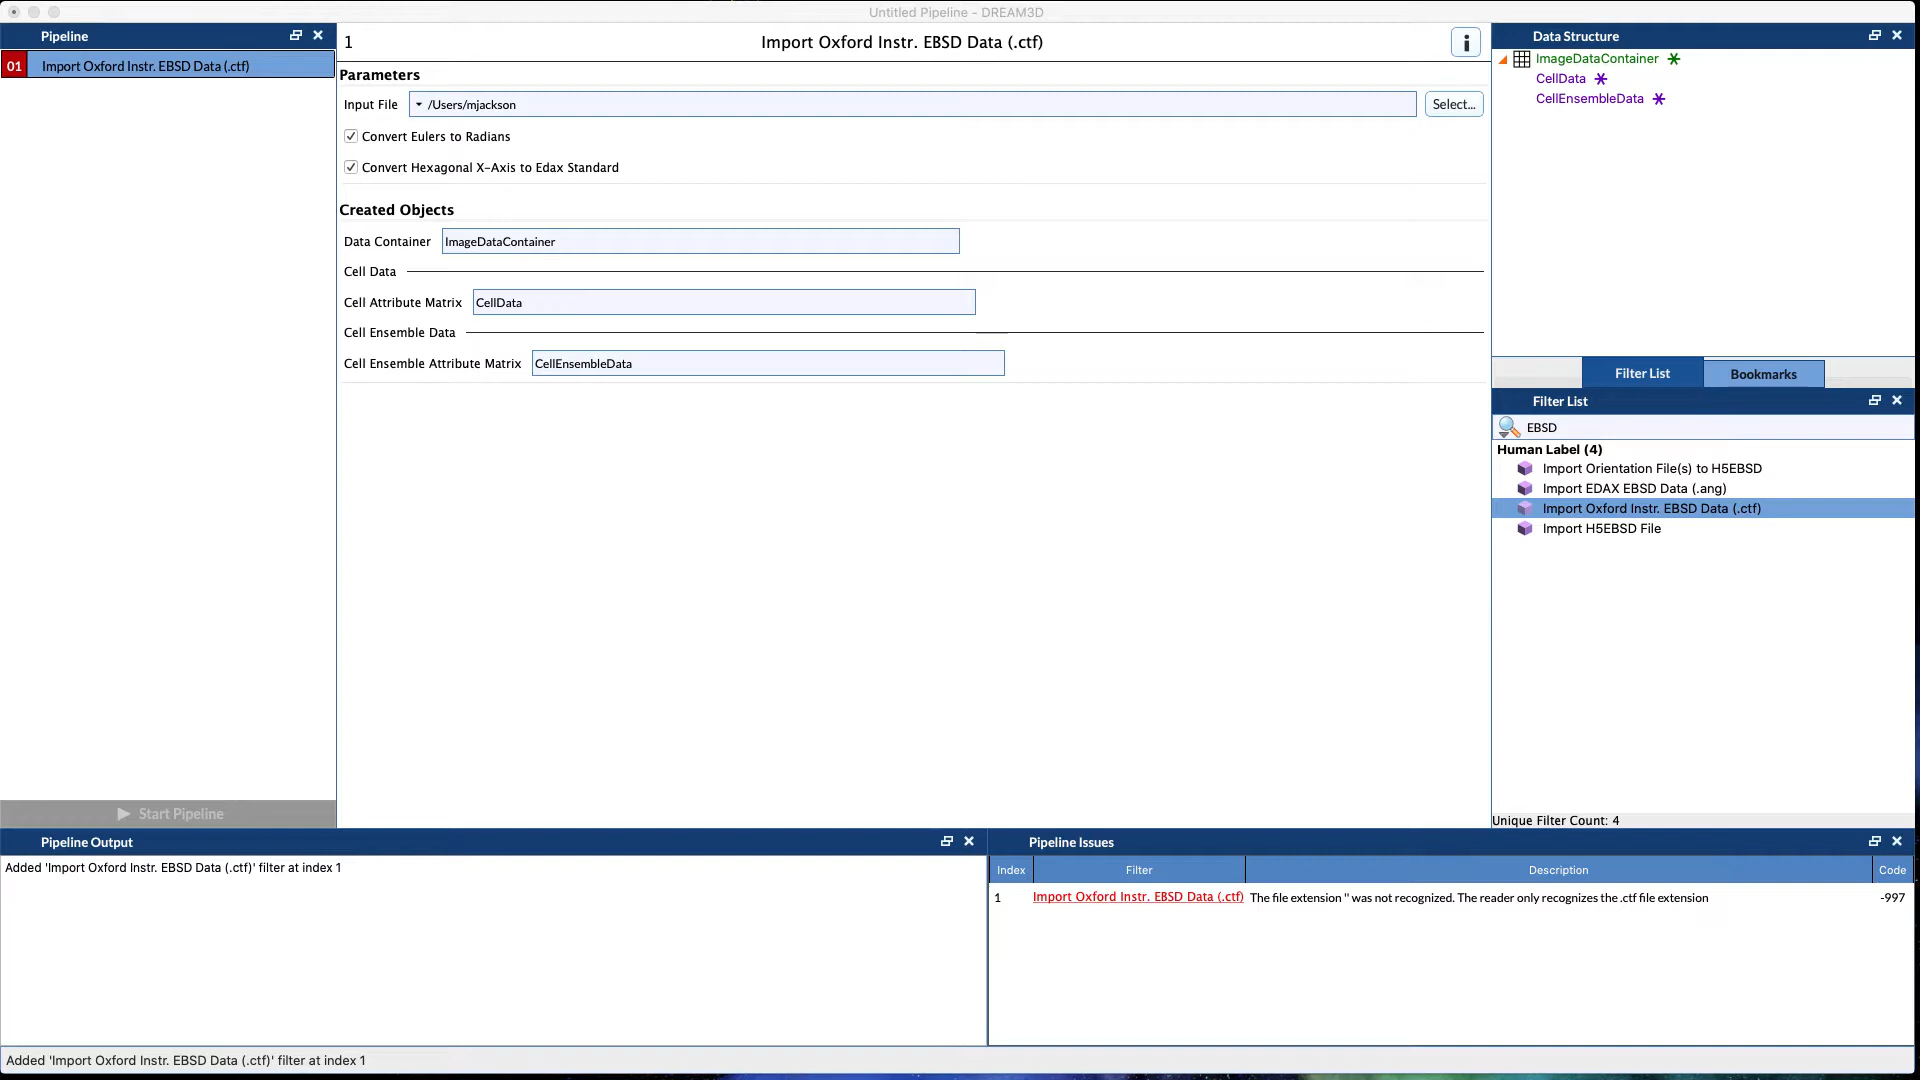 Untitled Pipeline - DREAM3D
Pipeline
01 Import Oxford Instr. EBSD Data (.ctf)
Start Pipeline
1 Import Oxford Instr. EBSD Data (.ctf) i
Parameters
Input File /Users/mjackson Select...
Convert Eulers to Radians
Convert Hexagonal X-Axis to Edax Standard
Created Objects
Data Container ImageDataContainer
Cell Data
Cell Attribute Matrix CellData
Cell Ensemble Data
Cell Ensemble Attribute Matrix CellEnsembleData
Data Structure
ImageDataContainer
CellData
CellEnsembleData
Filter List Bookmarks
Filter List
EBSD
Human Label (4)
Import Orientation File(s) to H5EBSD
Import EDAX EBSD Data (.ang)
Import Oxford Instr. EBSD Data (.ctf)
Import H5EBSD File
Unique Filter Count: 4
Pipeline Output
Added 'Import Oxford Instr. EBSD Data (.ctf)' filter at index 1
Pipeline Issues
Index Filter Description Code
1 Import Oxford Instr. EBSD Data (.ctf) The file extension '' was not recognized. The reader only recognizes the .ctf file extension -997
Added 'Import Oxford Instr. EBSD Data (.ctf)' filter at index 1